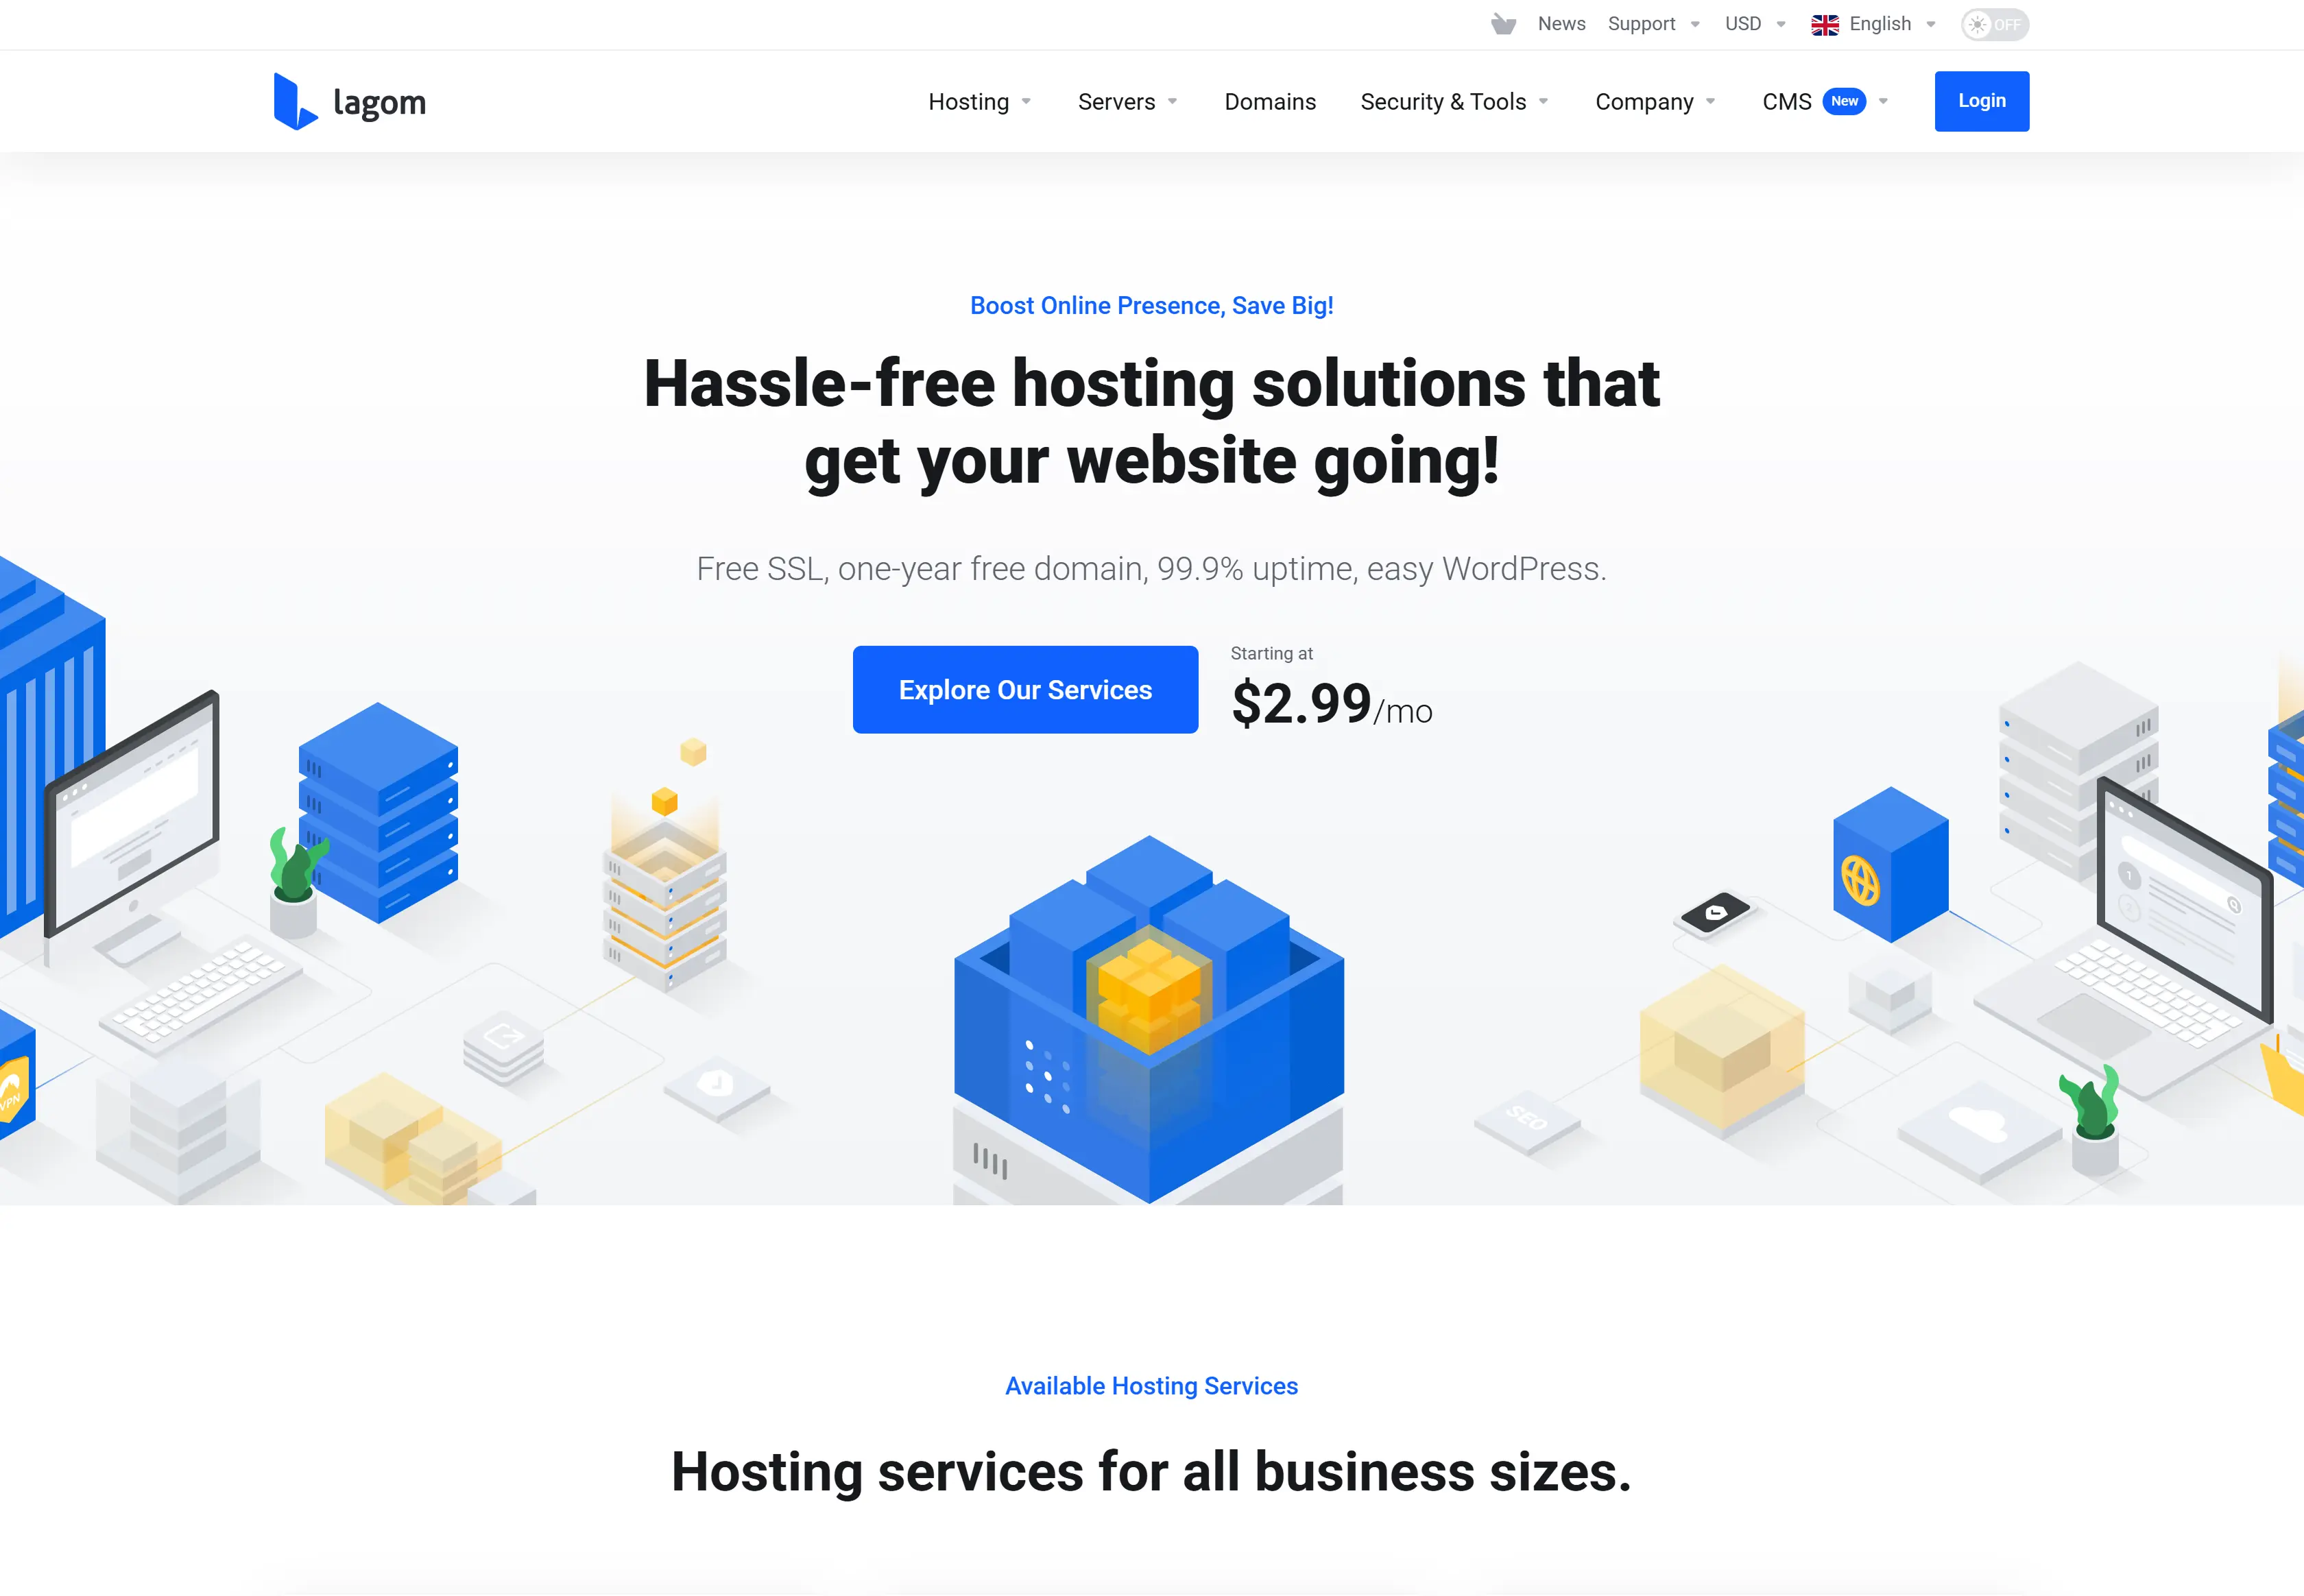 News Support USD English OFF
lagom Hosting Servers Domains Security & Tools Company CMS New Login
Boost Online Presence, Save Big!
Hassle-free hosting solutions that
get your website going!
Free SSL, one-year free domain, 99.9% uptime, easy WordPress.
Starting at
Explore Our Services $2.99/mo
1
VPN
SEO
Available Hosting Services
Hosting services for all business sizes.